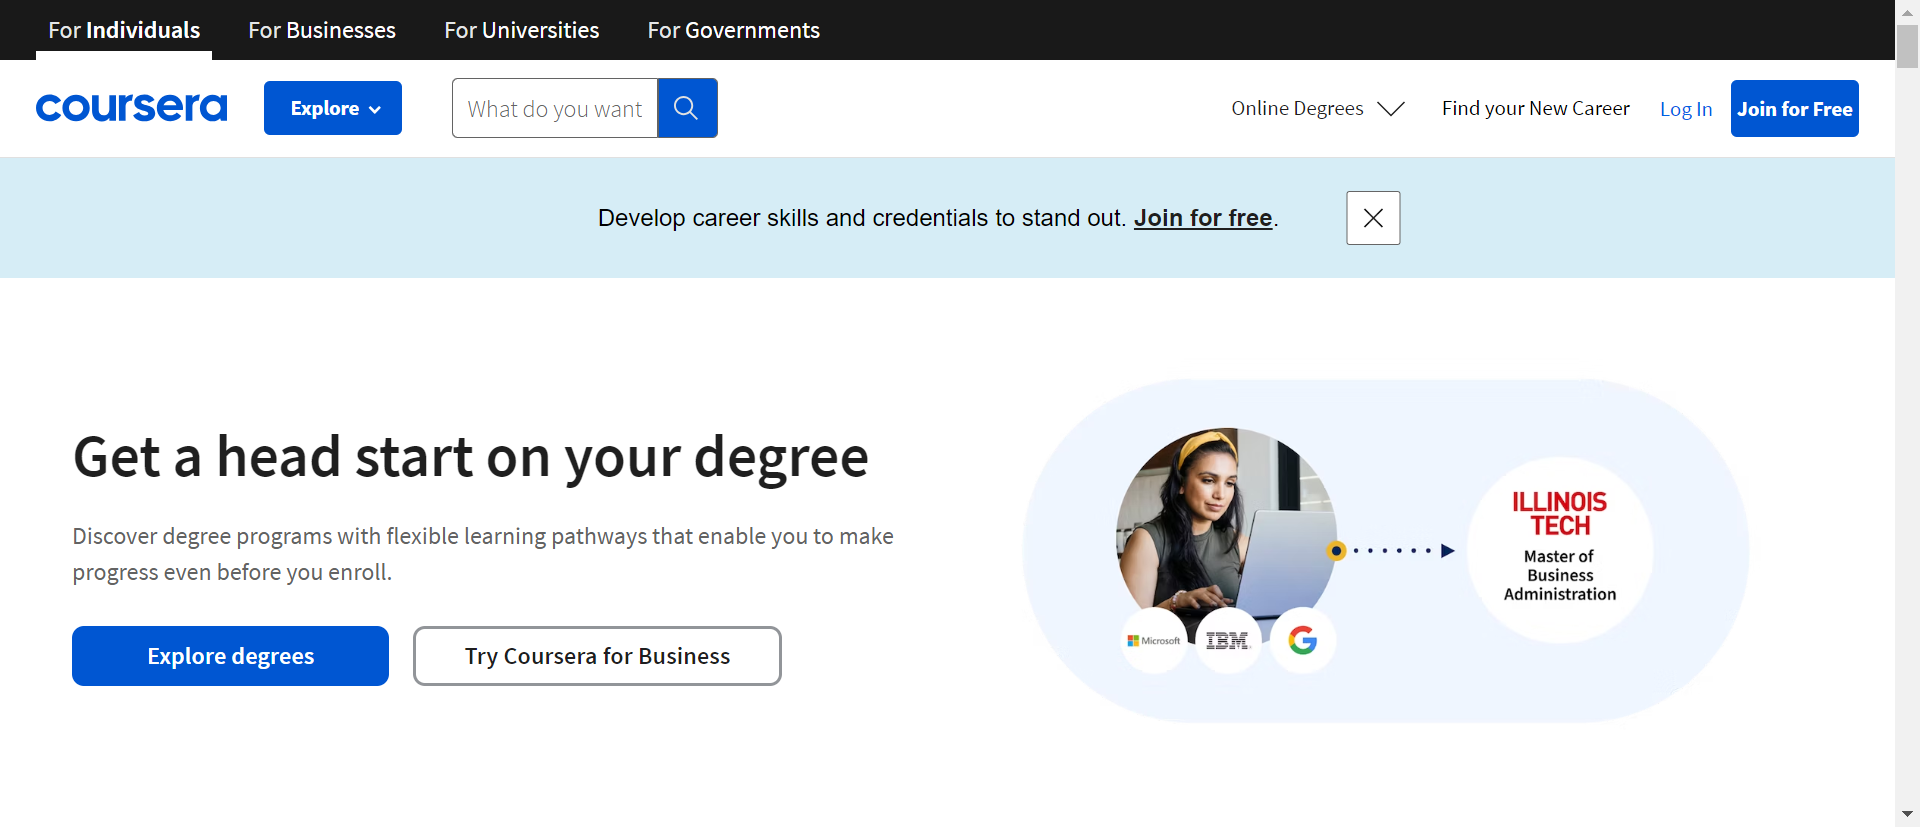 For Individuals For Businesses For Universities For Governments
coursera Explore What do you want Online Degrees Find your New Career Log In Join for Free
Develop career skills and credentials to stand out. Join for free.
Get a head start on your degree
Discover degree programs with flexible learning pathways that enable you to make
progress even before you enroll.
Explore degrees Try Coursera for Business
Microsoft IBM G
ILLINOIS
TECH
Master of
Business
Administration